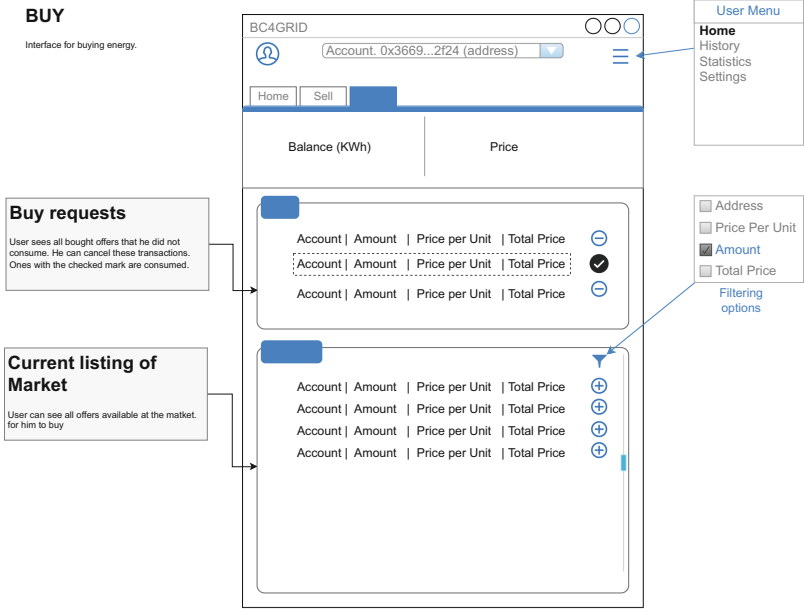 BUY
Interface for buying energy.
BC4GRID
Account. 0x3669...2f24 (address)
Home
Sell
Balance (KWh)
Price
User Menu
Home
History
Statistics
Settings
Buy requests
User sees all bought offers that he did not
consume. He can cancel these transactions.
Ones with the checked mark are consumed.
Account | Amount | Price per Unit | Total Price
Account | Amount | Price per Unit | Total Price
Account | Amount | Price per Unit | Total Price
Address
Price Per Unit
Amount
Total Price
Filtering
options
Current listing of
Market
User can see all offers available at the matket.
for him to buy
Account | Amount | Price per Unit | Total Price
Account | Amount | Price per Unit | Total Price
Account | Amount | Price per Unit | Total Price
Account | Amount | Price per Unit | Total Price